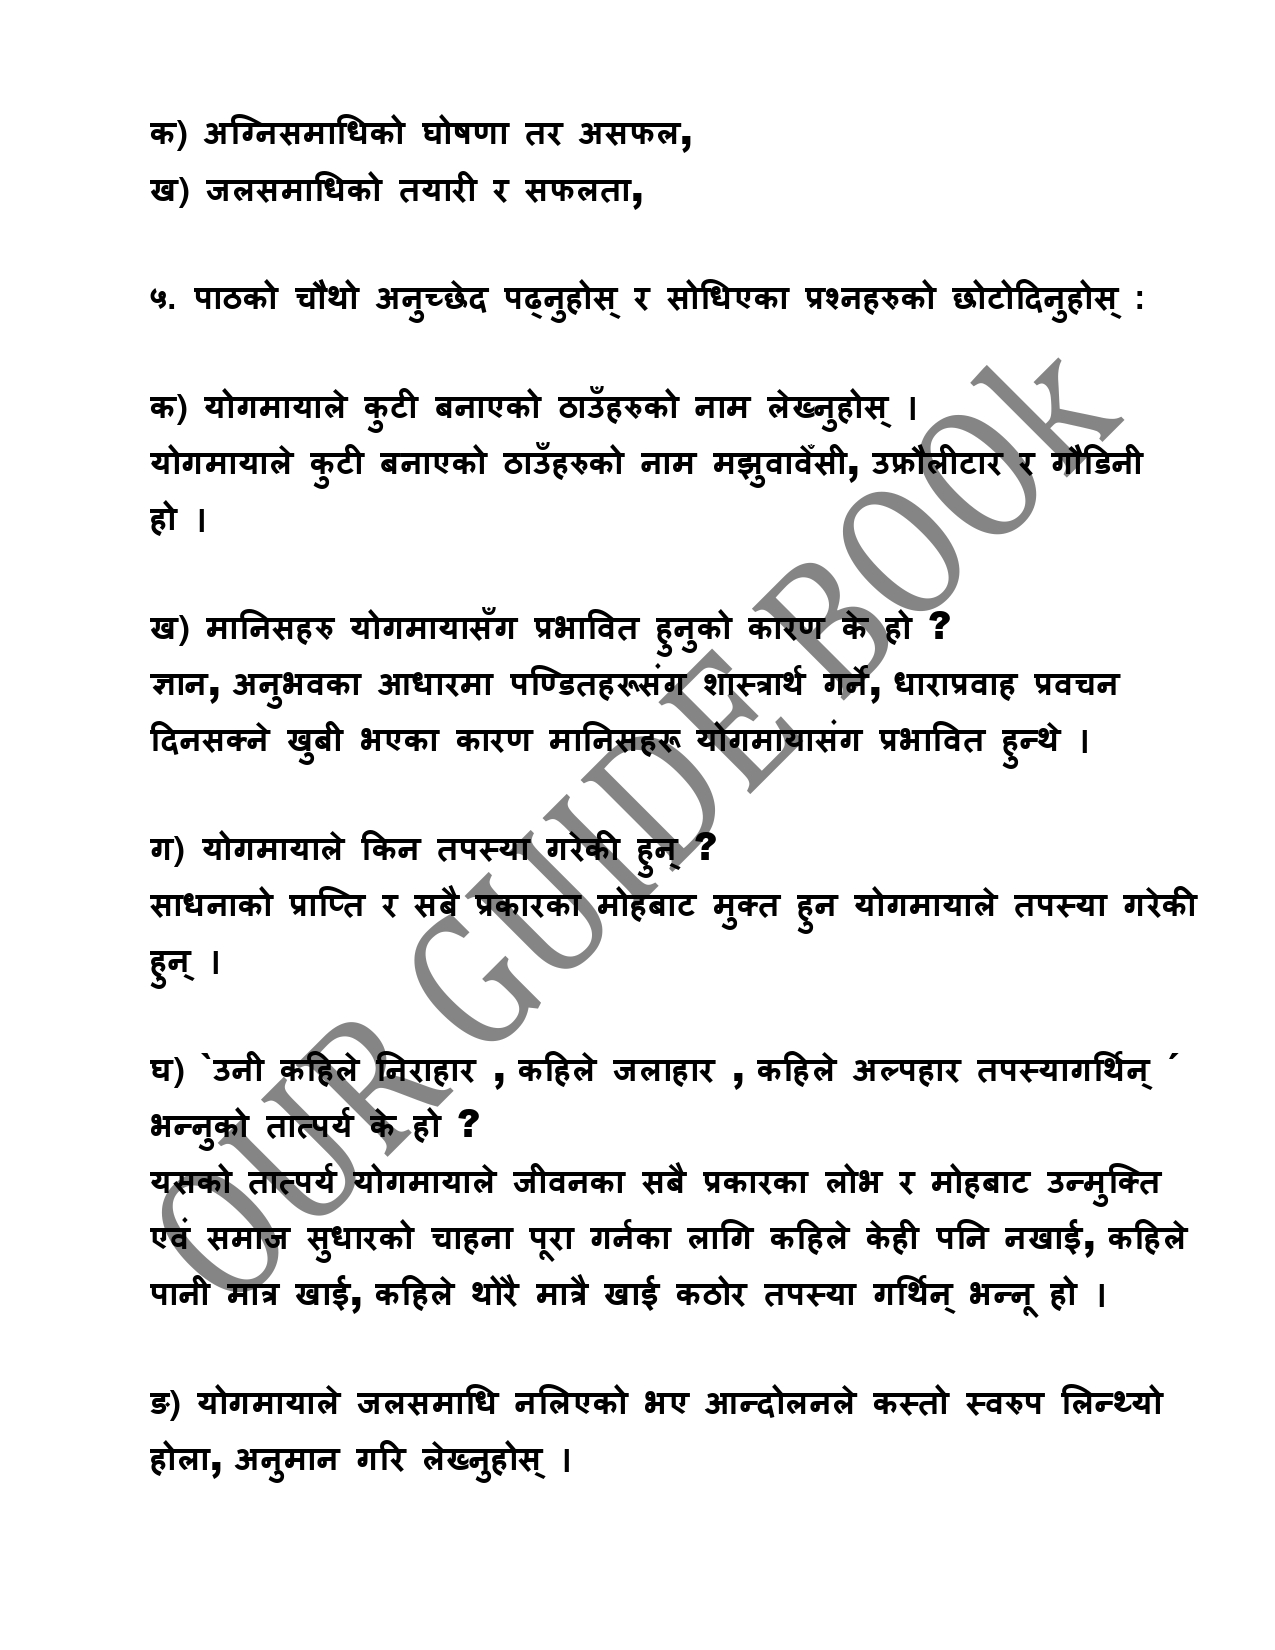 क) अग्निसमाधिको घोषणा तर असफल,
ख) जलसमाधिको तयारी र सफलता,
५. पाठको चौथो अनुच्छेद पढ्नुहोस् र सोधिएका प्रश्नहरुको छोटोदिनुहोस् :
क) योगमायाले कुटी बनाएको ठाउँहरुको नाम लेख्नुहोस् ।
योगमायाले कुटी बनाएको ठाउँहरुको नाम मझुवावेँसी, उफ्रौलीटार र गौडिनी
हो ।
ख) मानिसहरु योगमायासँग प्रभावित हुनुको कारण के हो ?
ज्ञान, अनुभवका आधारमा पण्डितहरूसंग शास्त्रार्थ गर्ने, धाराप्रवाह प्रवचन
दिनसक्ने खुबी भएका कारण मानिसहरू योगमायासंग प्रभावित हुन्थे ।
ग) योगमायाले किन तपस्या गरेकी हुन् ?
साधनाको प्राप्ति र सबै प्रकारका मोहबाट मुक्त हुन योगमायाले तपस्या गरेकी
हुन् ।
घ) `उनी कहिले निराहार , कहिले जलाहार , कहिले अल्पहार तपस्यागर्थिन् ´
भन्नुको तात्पर्य के हो ?
यसको तात्पर्य योगमायाले जीवनका सबै प्रकारका लोभ र मोहबाट उन्मुक्ति
एवं समाज सुधारको चाहना पूरा गर्नका लागि कहिले केही पनि नखाई, कहिले
पानी मात्र खाई, कहिले थोरै मात्रै खाई कठोर तपस्या गर्थिन् भन्नू हो ।
ङ) योगमायाले जलसमाधि नलिएको भए आन्दोलनले कस्तो स्वरुप लिन्थ्यो
होला, अनुमान गरि लेख्नुहोस् ।
OUR GUIDE BOOk